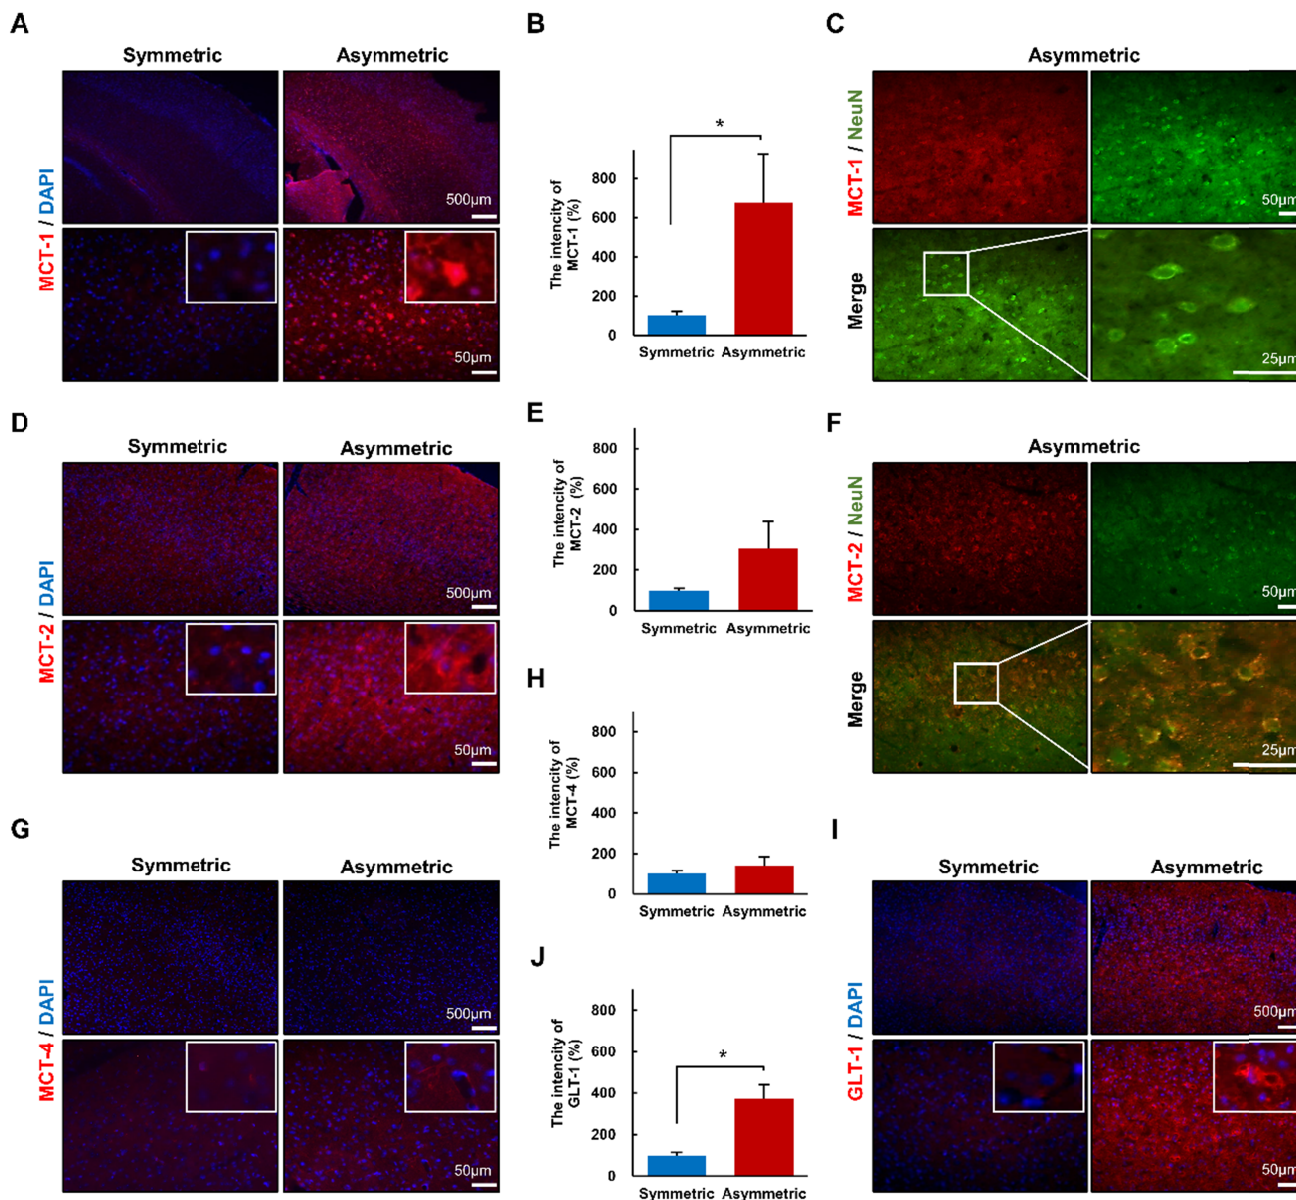 A
Symmetric
Asymmetric
MCT-1 / DAPI
500µm
50µm
B
The intencity of
MCT-1 (%)
800
600
400
200
0
*
Symmetric Asymmetric
C
Asymmetric
MCT-1 / NeuN
50µm
Merge
25µm
D
Symmetric
Asymmetric
MCT-2 / DAPI
500µm
50µm
E
The intencity of
MCT-2 (%)
800
600
400
200
0
Symmetric Asymmetric
F
Asymmetric
MCT-2 / NeuN
50µm
Merge
25µm
G
Symmetric
Asymmetric
MCT-4 / DAPI
500µm
50µm
H
The intencity of
MCT-4 (%)
800
600
400
200
0
Symmetric Asymmetric
I
Symmetric
Asymmetric
GLT-1 / DAPI
500µm
50µm
J
The intencity of
GLT-1 (%)
800
600
400
200
0
*
Symmetric Asymmetric